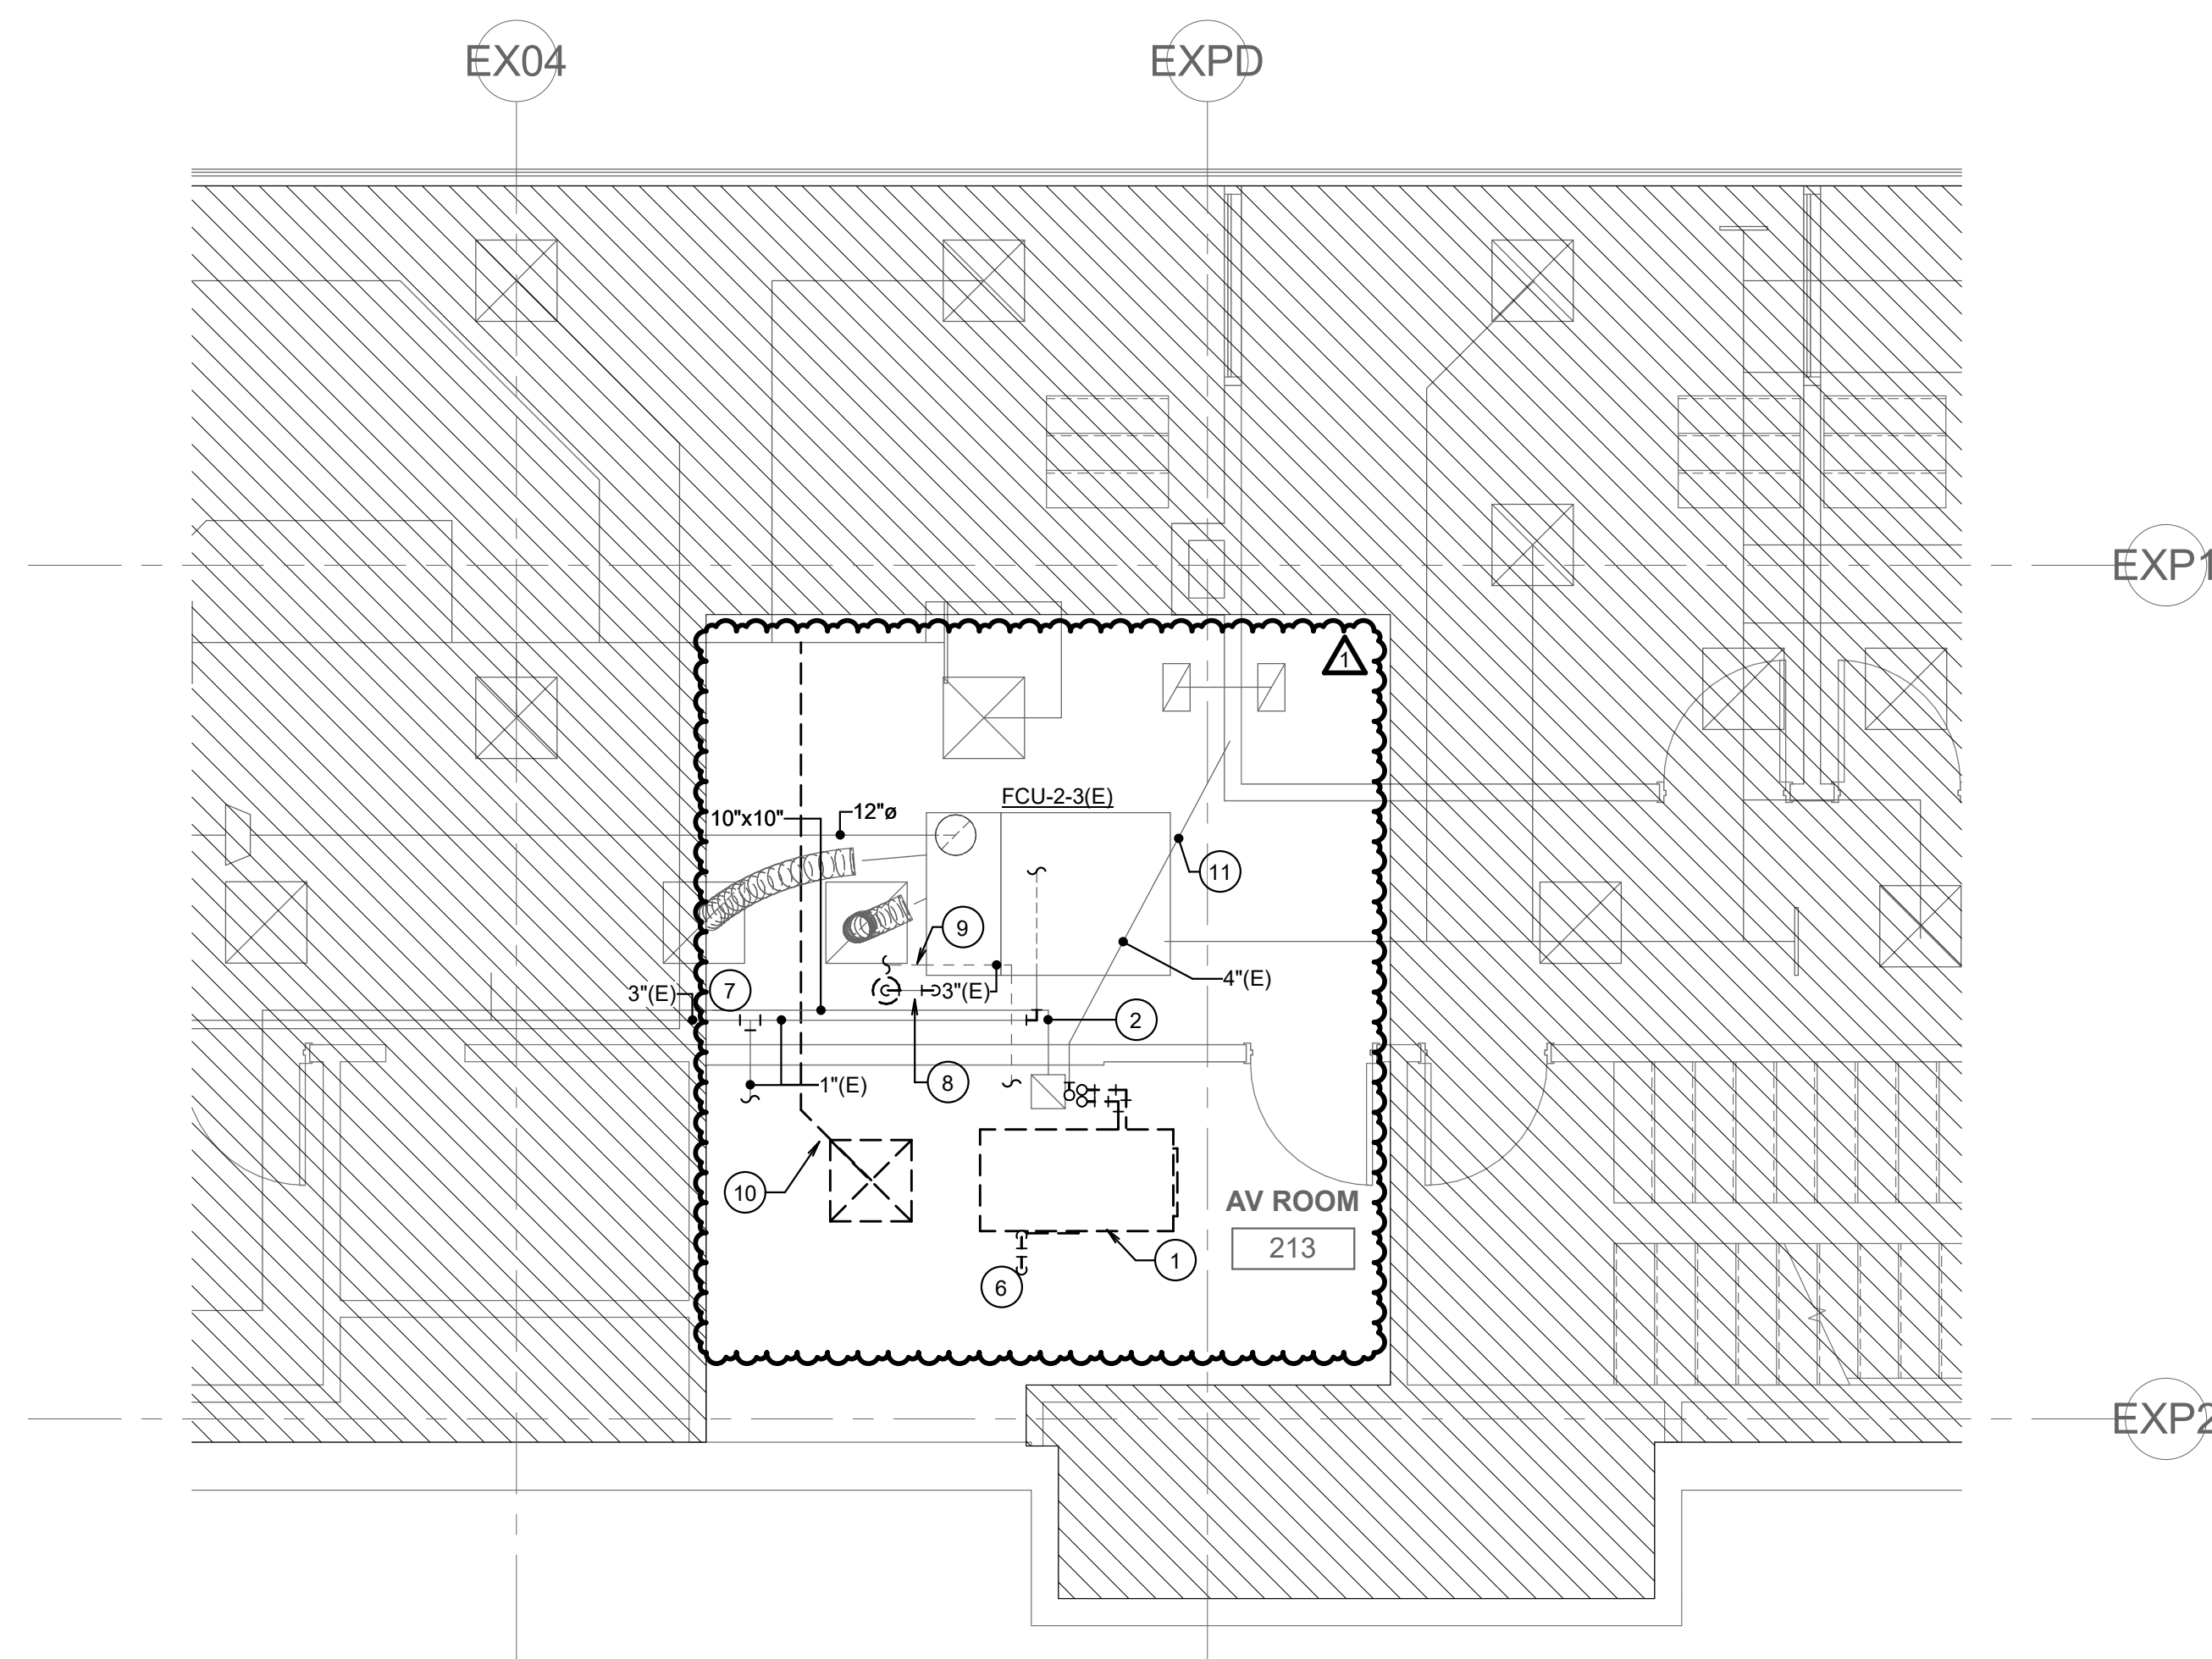 EX04
EXPD
EXP1
1
FCU-2-3(E)
10"x10"
12"ø
11
9
4"(E)
7
3"(E)
3"(E)
2
8
1"(E)
10
AV ROOM
213
1
6
EXP2